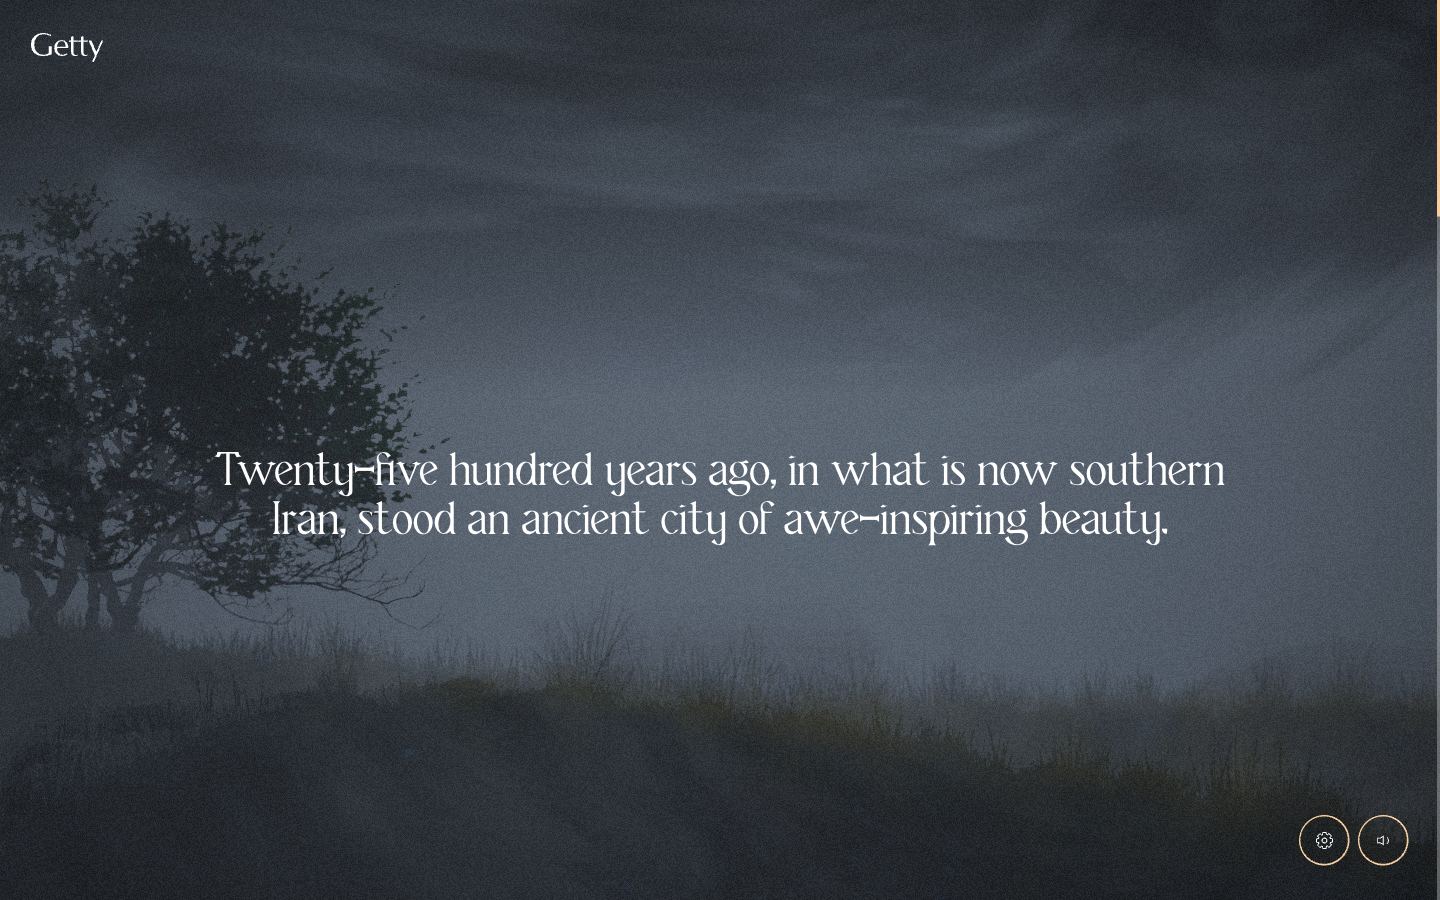 Getty
Twenty-five hundred years ago, in what is now southern
Iran, stood an ancient city of awe-inspiring beauty.